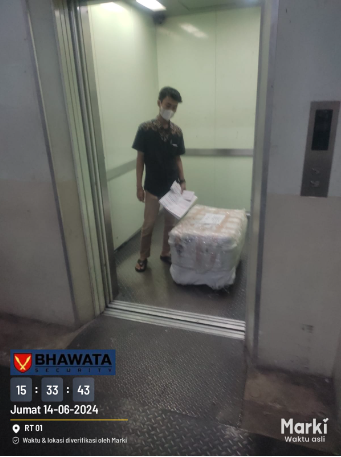 BHAWATA
SECURITY
15 : 33 : 43
Jumat 14-06-2024
RT 01
Waktu & lokasi diverifikasi oleh Marki
Marki
Waktu asli